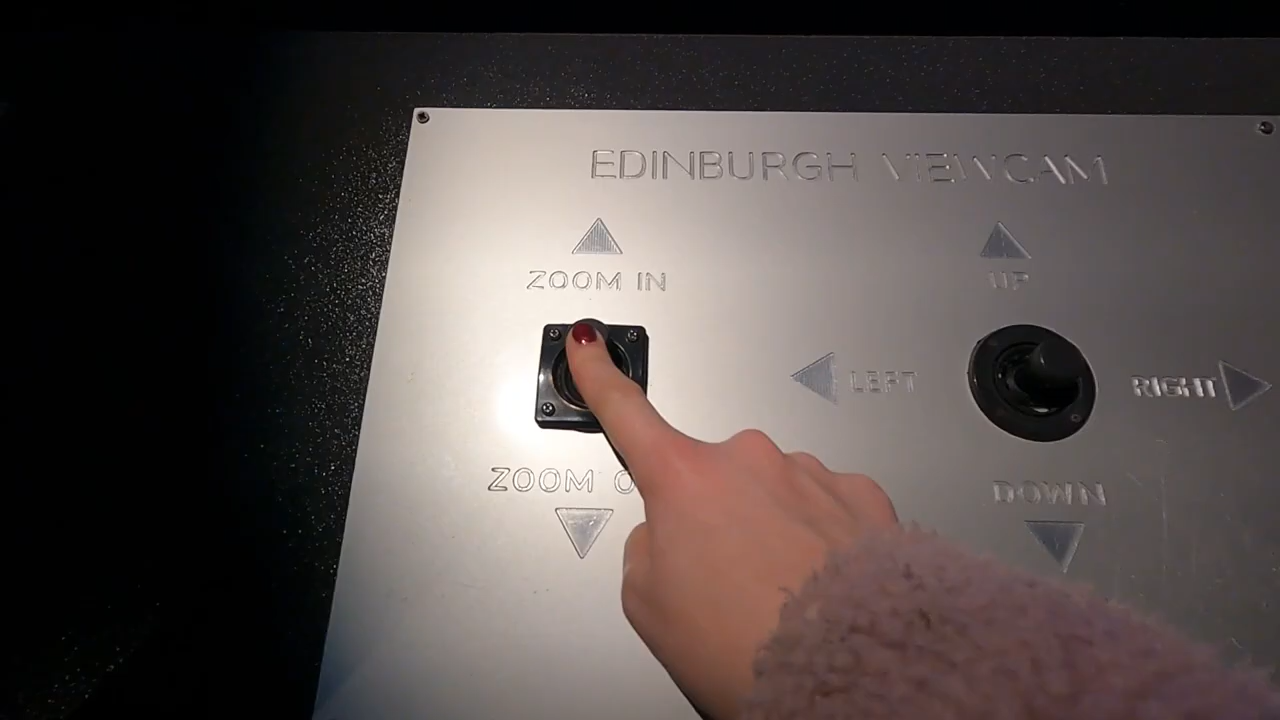 EDINBURGH VIEWCAM
ZOOM IN
UP
LEFT
RIGHT
ZOOM O
DOWN